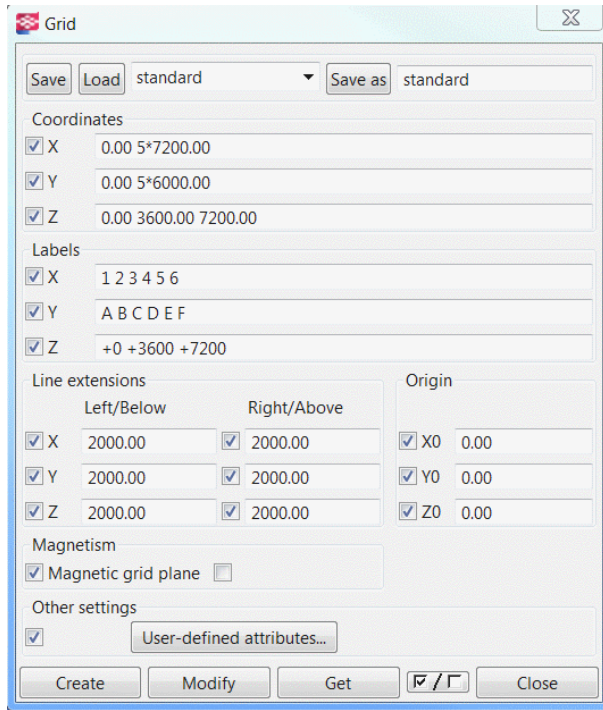 Grid
Save Load standard Save as standard
Coordinates
X 0.00 5*7200.00
Y 0.00 5*6000.00
Z 0.00 3600.00 7200.00
Labels
X 1 2 3 4 5 6
Y A B C D E F
Z +0 +3600 +7200
Line extensions Origin
Left/Below Right/Above
X 2000.00 2000.00 X0 0.00
Y 2000.00 2000.00 Y0 0.00
Z 2000.00 2000.00 Z0 0.00
Magnetism
Magnetic grid plane
Other settings
User-defined attributes...
Create Modify Get / Close